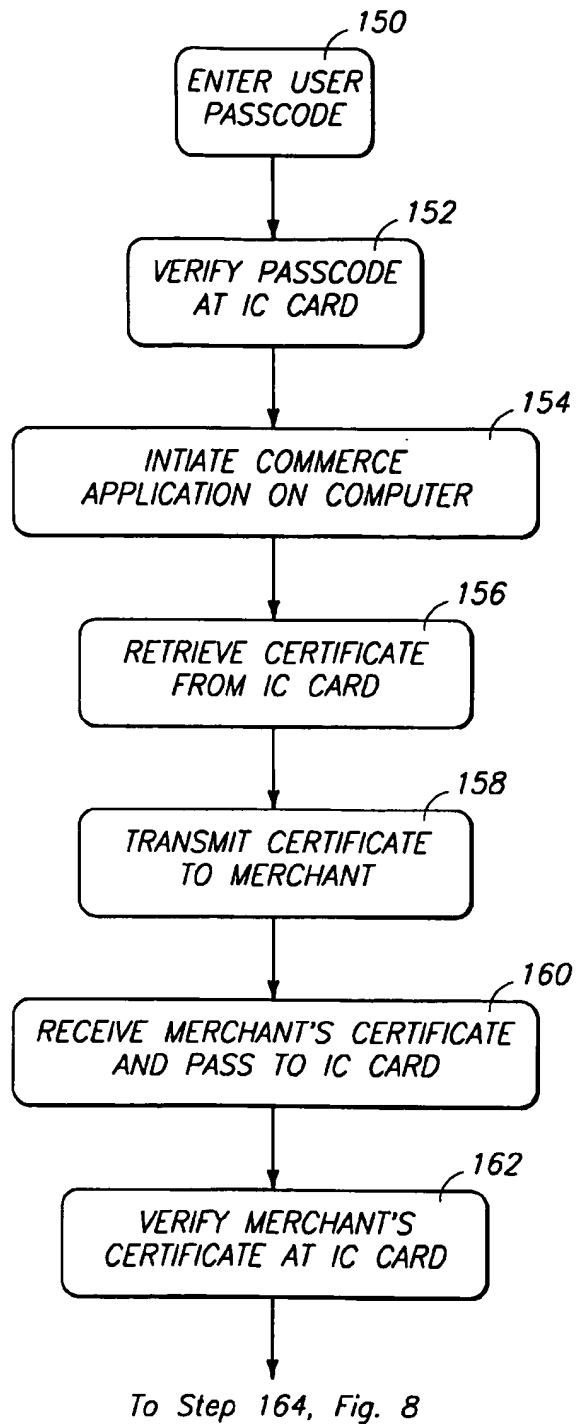 150
ENTER USER
PASSCODE
152
VERIFY PASSCODE
AT IC CARD
154
INTIATE COMMERCE
APPLICATION ON COMPUTER
156
RETRIEVE CERTIFICATE
FROM IC CARD
158
TRANSMIT CERTIFICATE
TO MERCHANT
160
RECEIVE MERCHANT'S CERTIFICATE
AND PASS TO IC CARD
162
VERIFY MERCHANT'S
CERTIFICATE AT IC CARD
To Step 164, Fig. 8